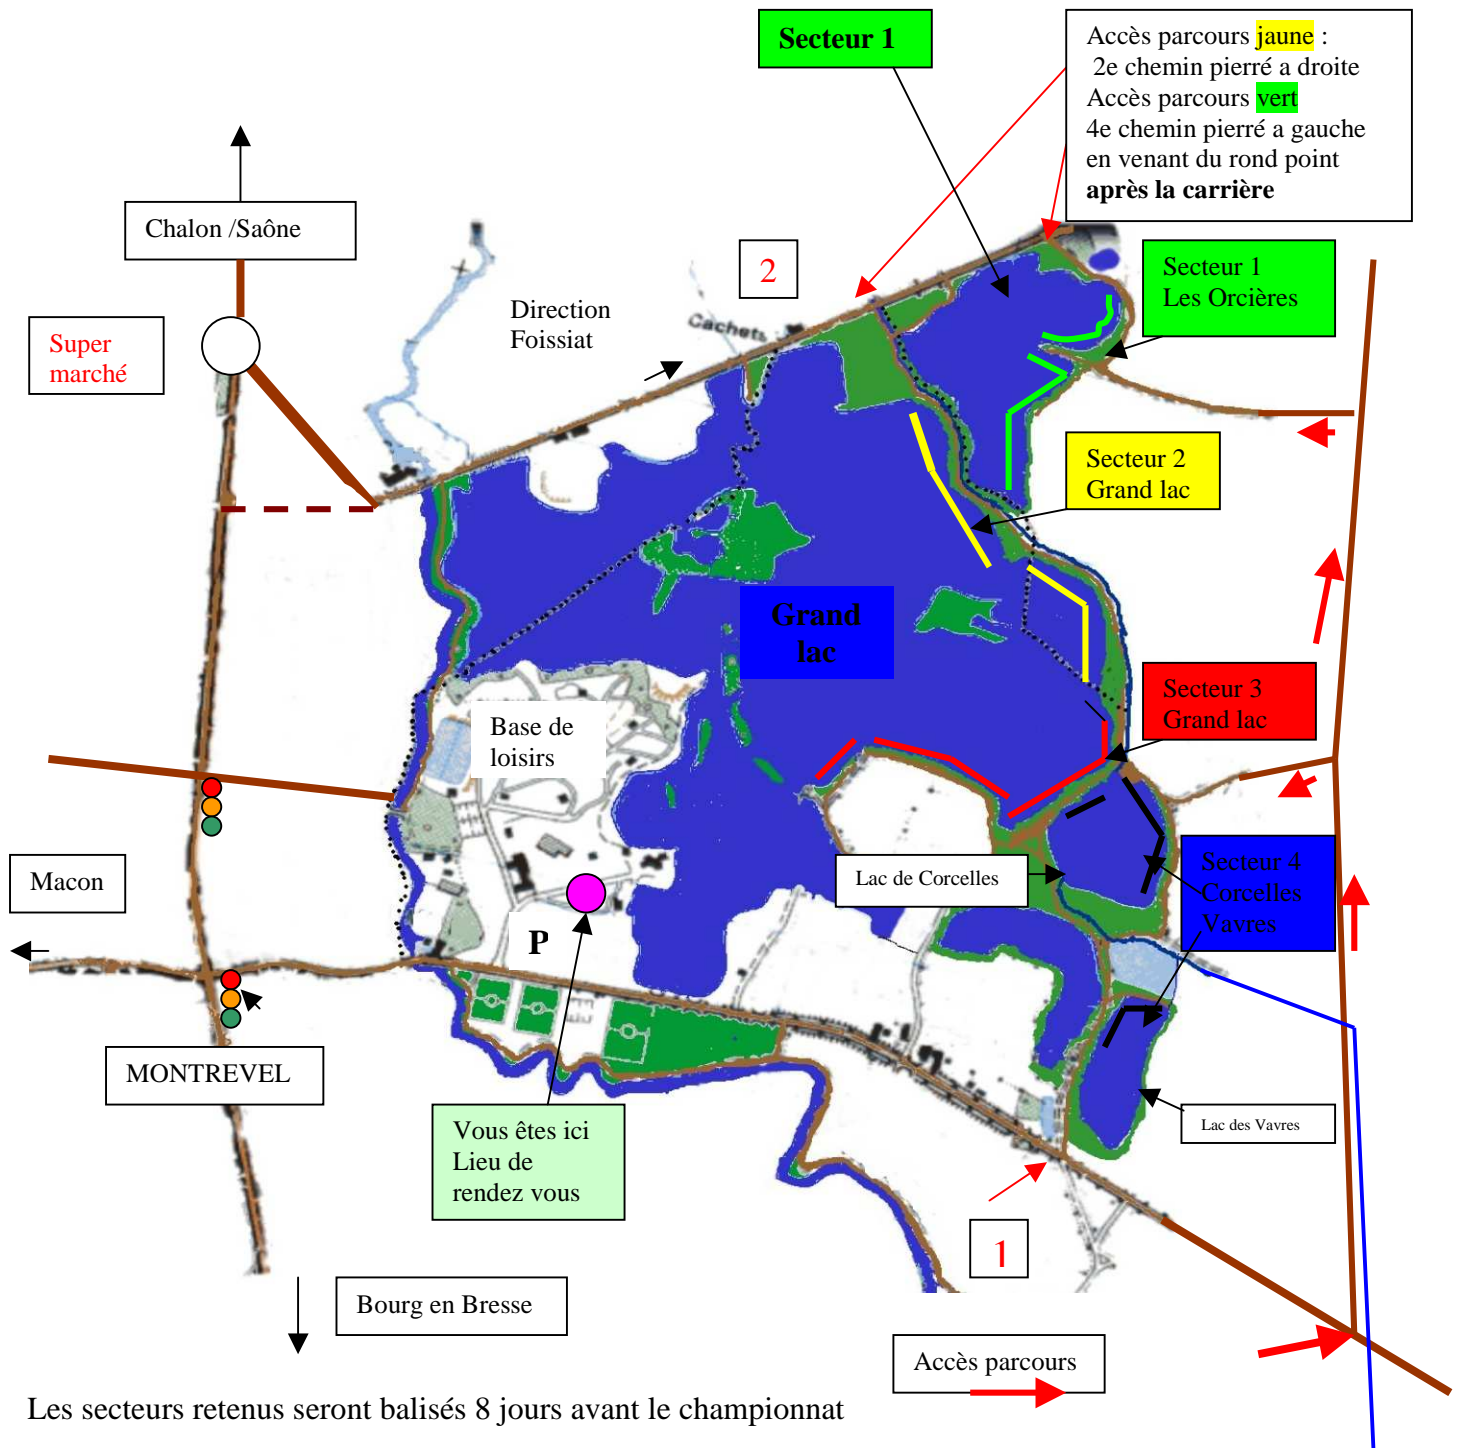 Secteur 1
Accès parcours jaune :
2e chemin pierré a droite
Accès parcours vert
4e chemin pierré a gauche
en venant du rond point
après la carrière
Chalon /Saône
2
Secteur 1
Les Orcières
Direction
Foissiat
Cachets
Super
marché
Secteur 2
Grand lac
Grand
lac
Secteur 3
Grand lac
Base de
loisirs
Secteur 4
Corcelles
Vavres
Lac de Corcelles
Macon
P
MONTREVEL
Vous êtes ici
Lieu de
rendez vous
Lac des Vavres
1
Bourg en Bresse
Accès parcours
Les secteurs retenus seront balisés 8 jours avant le championnat